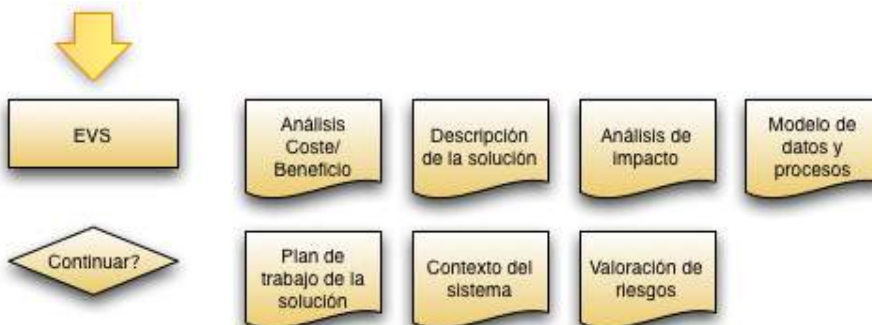 EVS
Análisis
Coste/
Beneficio
Descripción
de la solución
Análisis de
impacto
Modelo de
datos y
procesos
Continuar?
Plan de
trabajo de la
solución
Contexto del
sistema
Valoración de
riesgos